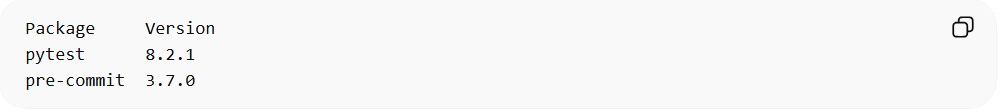 Package     Version
pytest      8.2.1
pre-commit  3.7.0